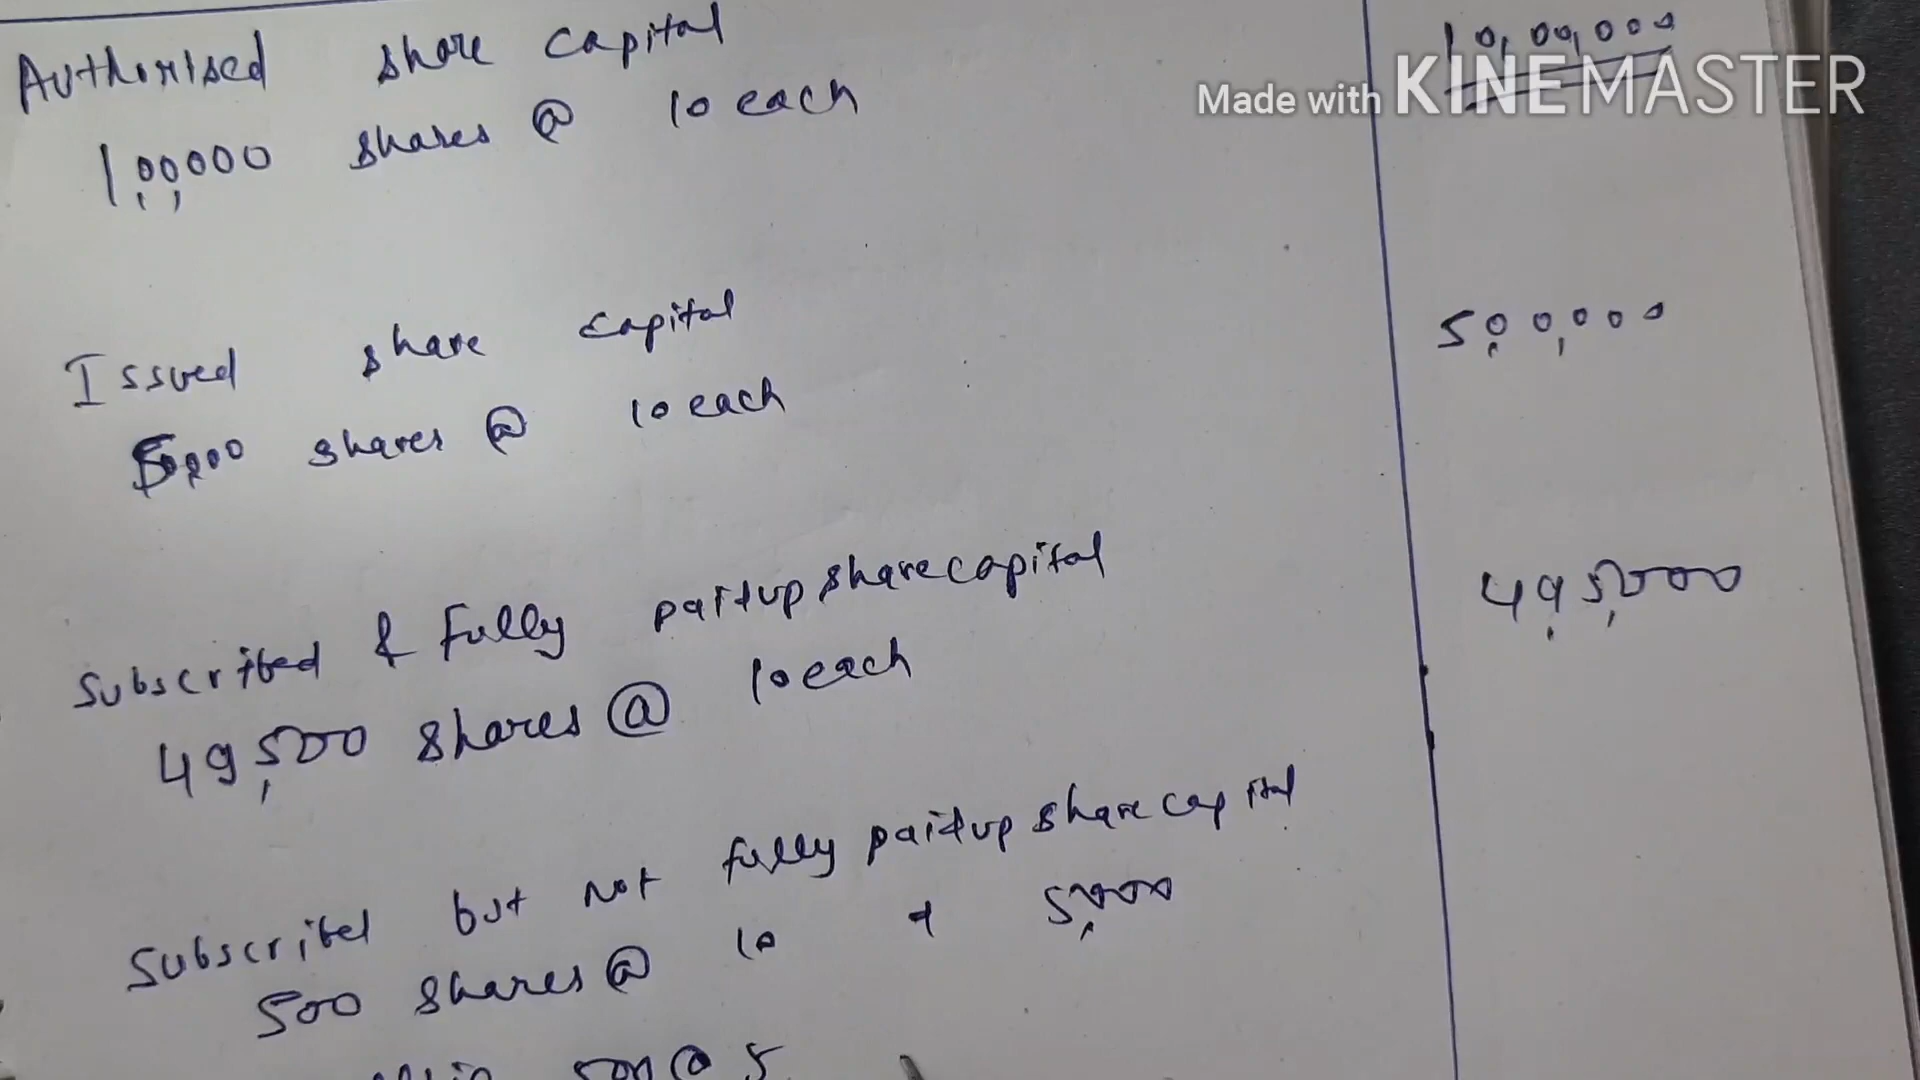 Authorised share capital 10,00,000
Made with KINEMASTER
1,00,000 shares @ 10 each
Issued share capital 5,00,000
50,000 shares @ 10 each
Subscribed & fully paidup share capital 4,95,000
49,500 shares @ 10 each
Subscribed but not fully paidup share capital
500 shares @ 10 5,000
500 @ 5